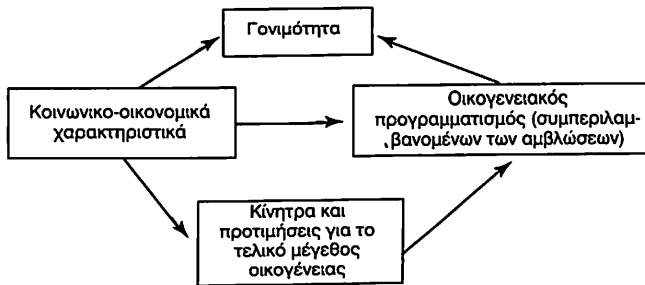 Γονιμότητα
Κοινωνικο-οικονομικά
χαρακτηριστικά
Οικογενειακός
προγραμματισμός (συμπεριλαμ-
βανομένων των αμβλώσεων)
Κίνητρα και
προτιμήσεις για το
τελικό μέγεθος
οικογένειας